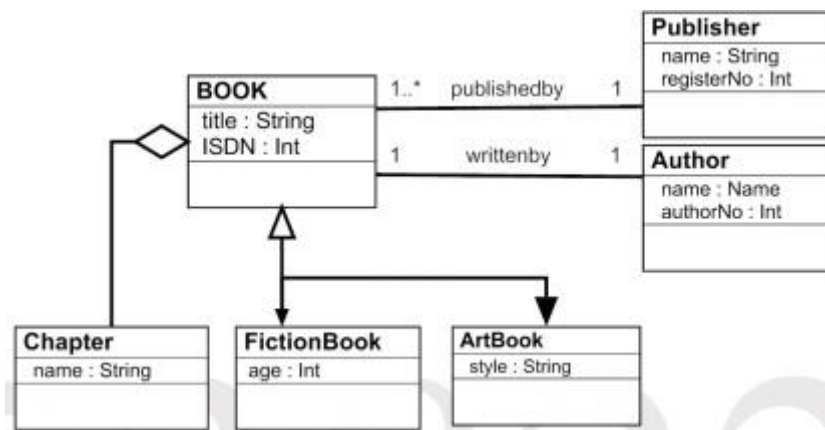 Publisher
name : String
registerNo : Int
BOOK
title : String
ISDN : Int
1..* publishedby 1
1 writtenby 1
Author
name : Name
authorNo : Int
Chapter
name : String
FictionBook
age : Int
ArtBook
style : String